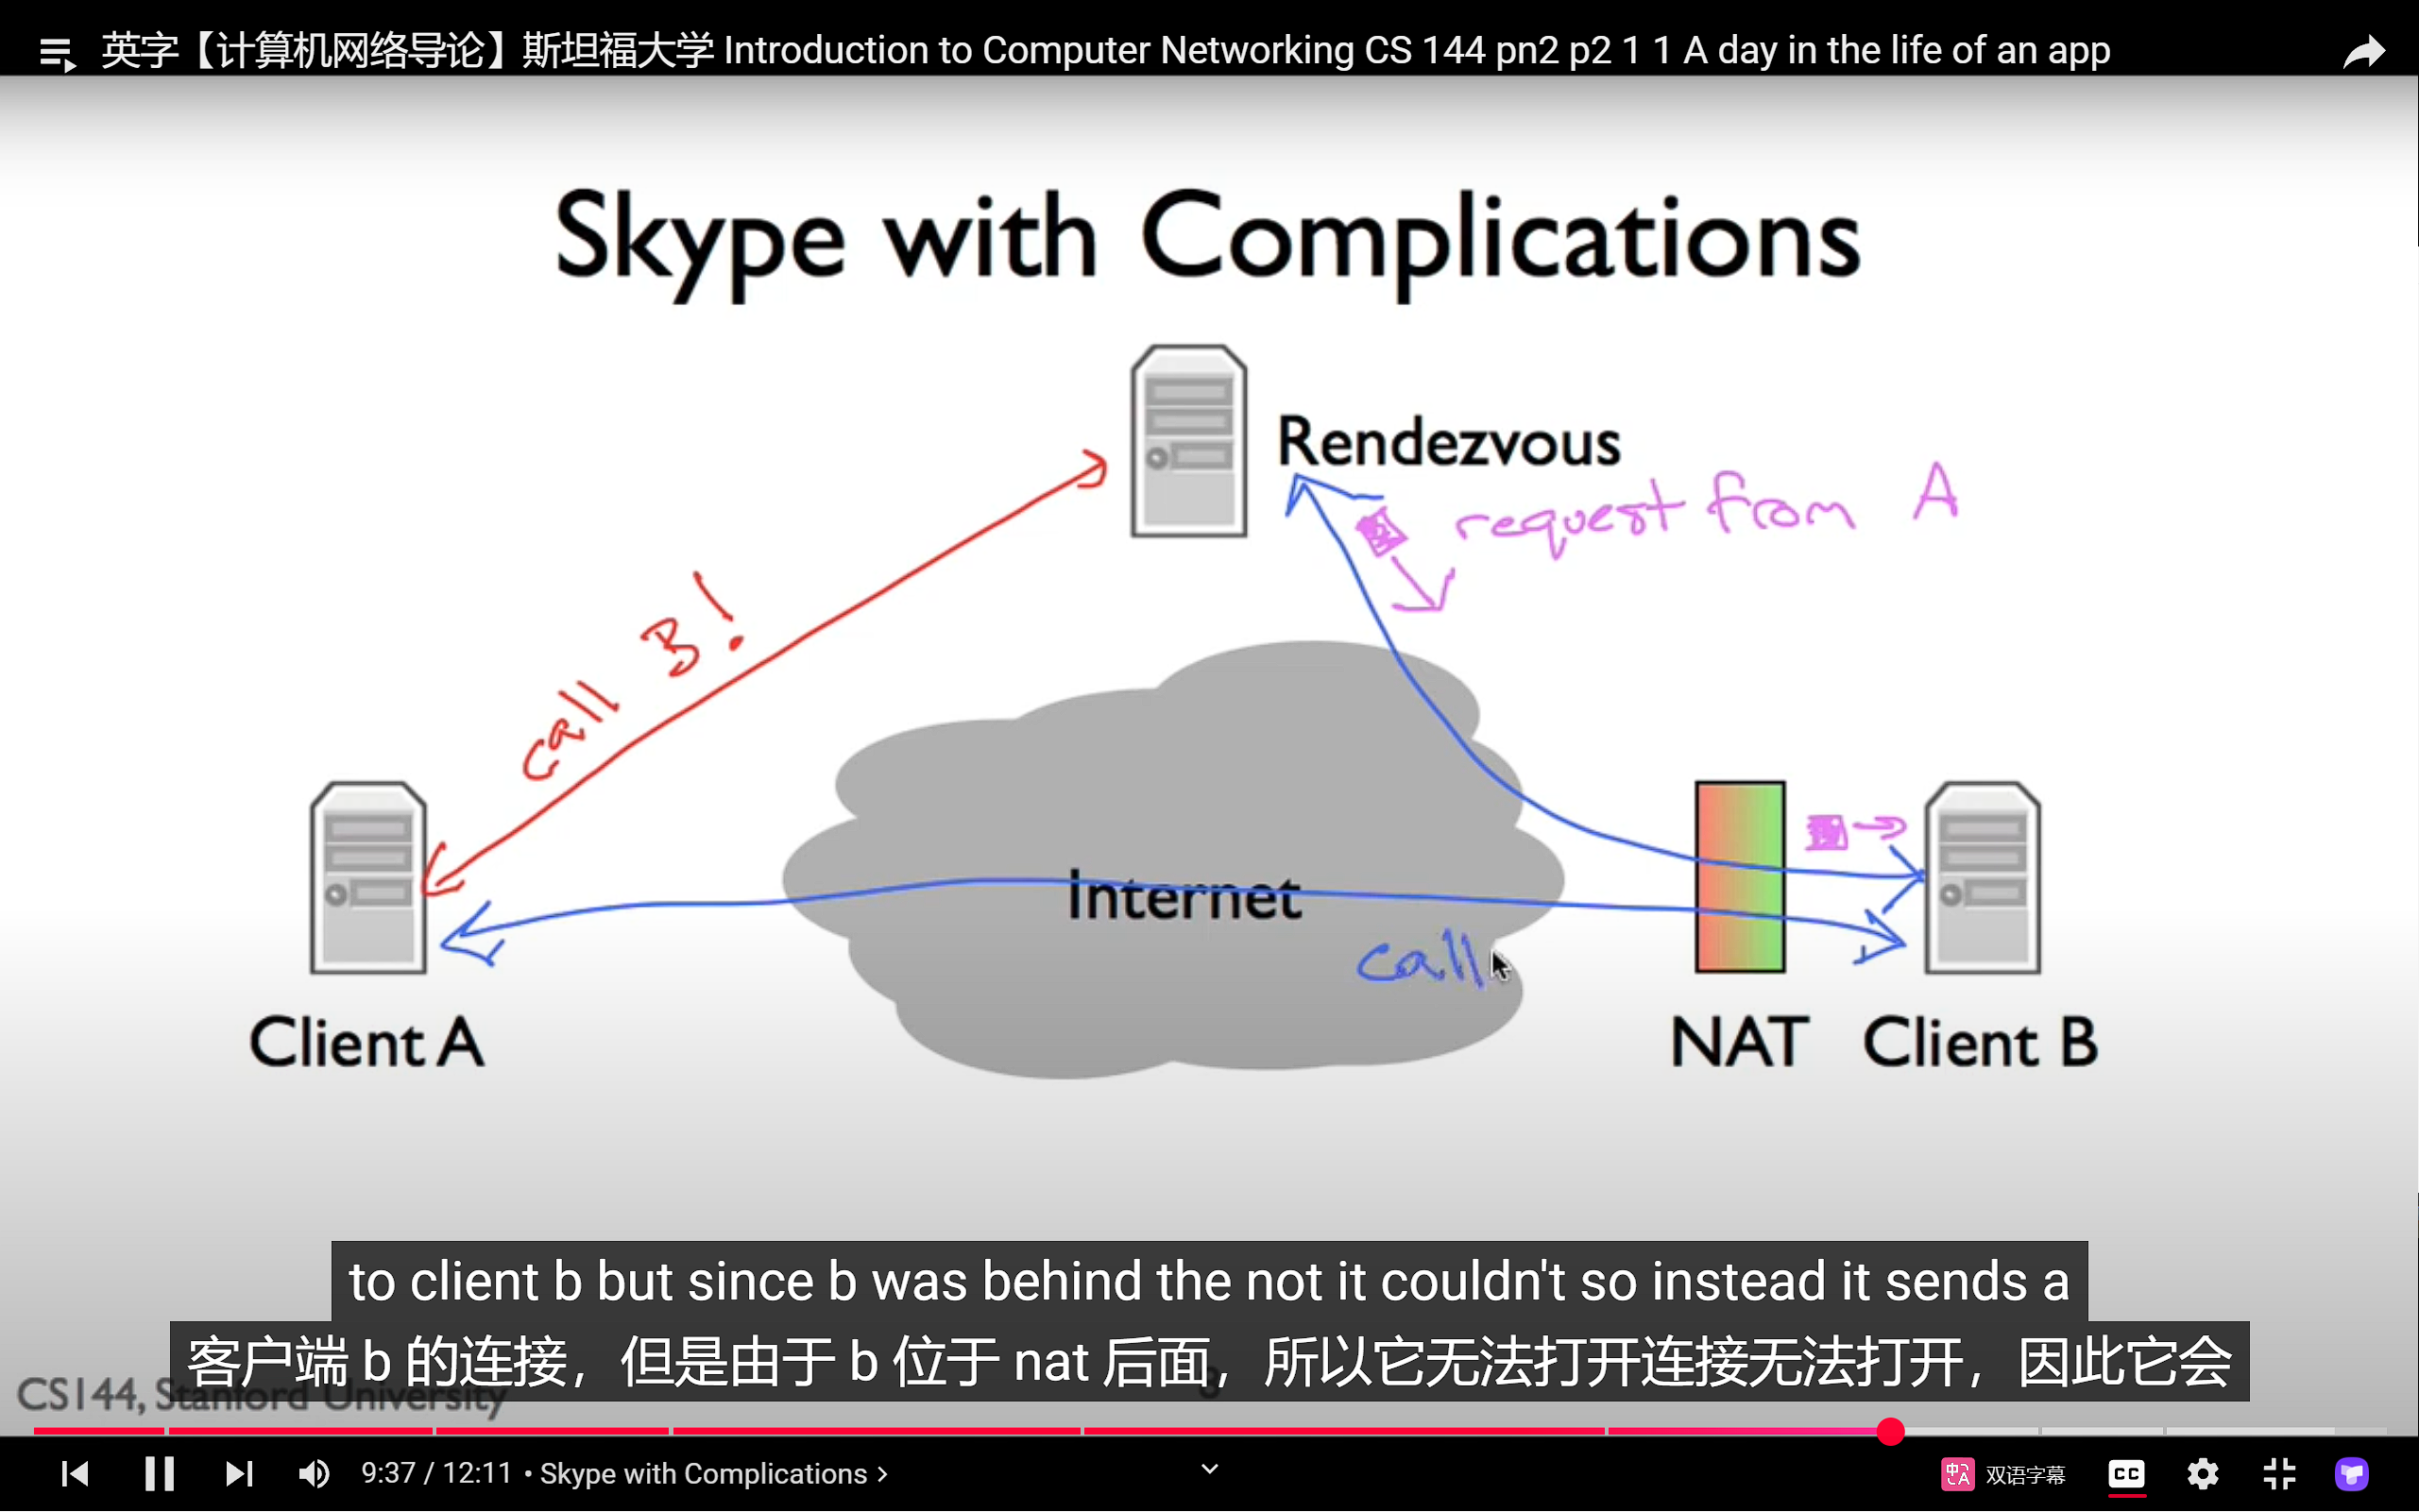 英字【计算机网络导论】斯坦福大学 Introduction to Computer Networking CS 144 pn2 p2 1 1 A day in the life of an app
Skype with Complications
Rendezvous
request from A
call B!
Internet
call
Client A
NAT
Client B
to client b but since b was behind the not it couldn't so instead it sends a
客户端 b 的连接，但是由于 b 位于 nat 后面，所以它无法打开连接无法打开，因此它会
CS144, Stanford University
3
9:37 / 12:11 • Skype with Complications
中A 双语字幕
CC